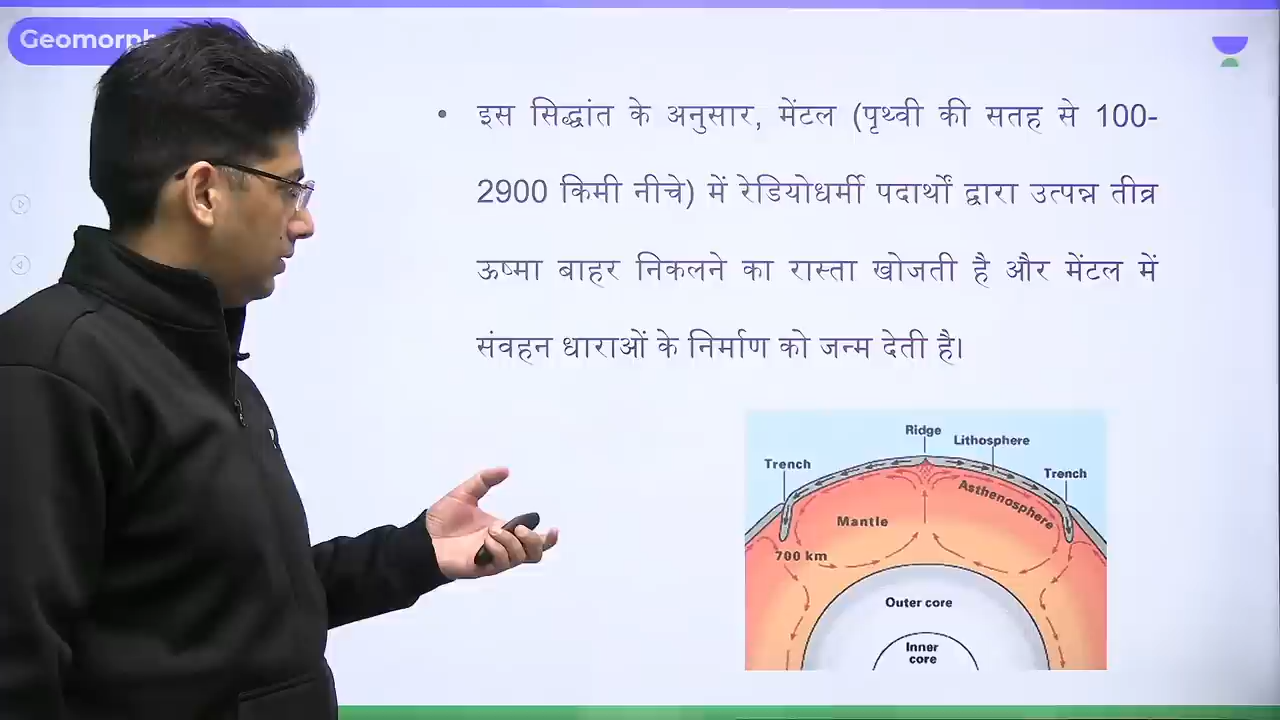 Geomorph
• इस सिद्धांत के अनुसार, मेंटल (पृथ्वी की सतह से 100-
2900 किमी नीचे) में रेडियोधर्मी पदार्थों द्वारा उत्पन्न तीव्र
ऊष्मा बाहर निकलने का रास्ता खोजती है और मेंटल में
संवहन धाराओं के निर्माण को जन्म देती है।
Ridge
Lithosphere
Trench
Trench
Asthenosphere
Mantle
700 km
Outer core
Inner
core